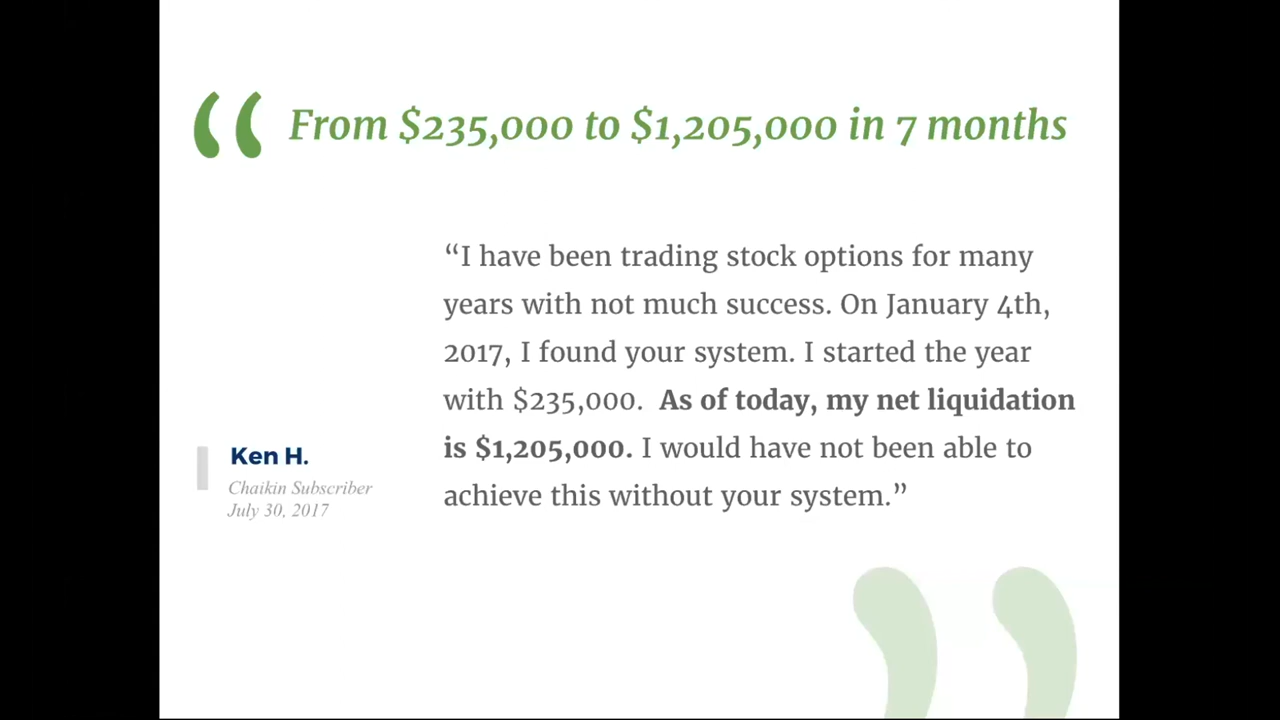 “ From $235,000 to $1,205,000 in 7 months
“I have been trading stock options for many
years with not much success. On January 4th,
2017, I found your system. I started the year
with $235,000. As of today, my net liquidation
is $1,205,000. I would have not been able to
achieve this without your system.”
Ken H.
Chaikin Subscriber
July 30, 2017
”